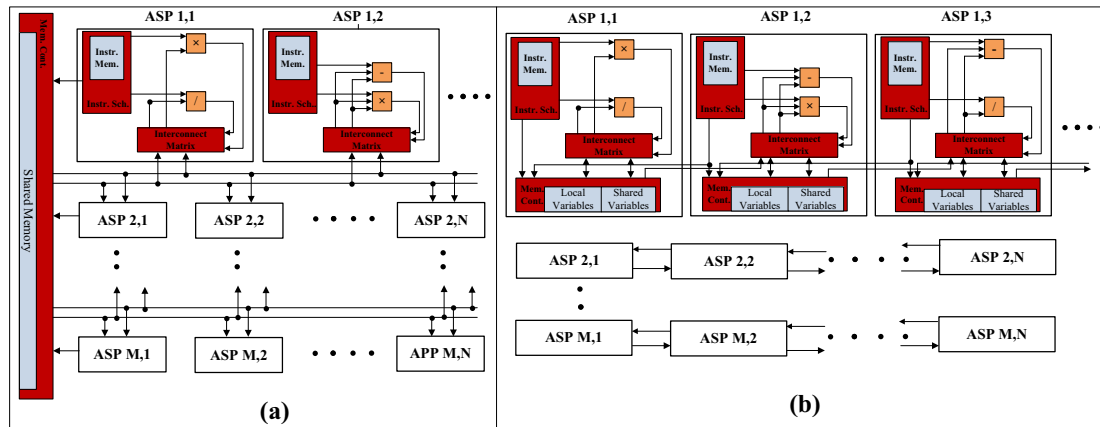 ASP 1,1
ASP 1,2
Mem. Cont.
Shared Memory
Instr. Mem.
Instr. Sch.
×
/
Interconnect Matrix
Instr. Mem.
Instr. Sch.
-
×
Interconnect Matrix
ASP 2,1
ASP 2,2
ASP 2,N
ASP M,1
ASP M,2
APP M,N
(a)
ASP 1,1
ASP 1,2
ASP 1,3
Instr. Mem.
Instr. Sch.
×
/
Interconnect Matrix
Mem. Cont.
Local Variables
Shared Variables
Instr. Mem.
Instr. Sch.
-
×
Interconnect Matrix
Mem. Cont.
Local Variables
Shared Variables
Instr. Mem.
Instr. Sch.
-
/
Interconnect Matrix
Mem. Cont.
Local Variables
Shared Variables
ASP 2,1
ASP 2,2
ASP 2,N
ASP M,1
ASP M,2
ASP M,N
(b)